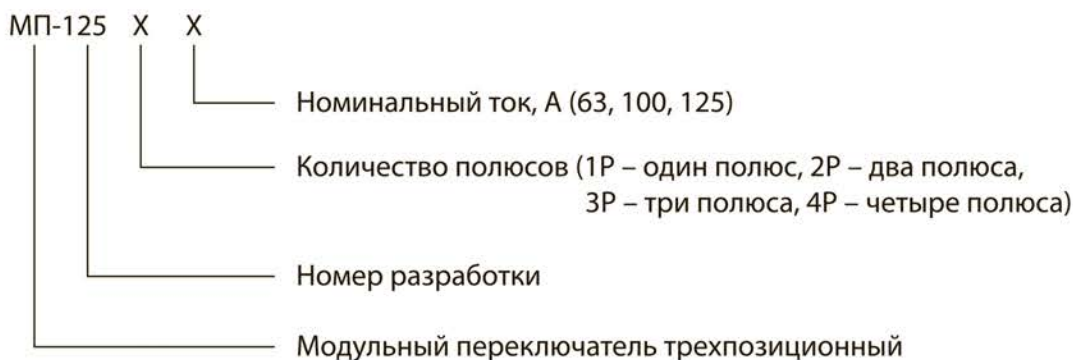 МП-125 Х Х
Номинальный ток, А (63, 100, 125)
Количество полюсов (1Р – один полюс, 2Р – два полюса,
3Р – три полюса, 4Р – четыре полюса)
Номер разработки
Модульный переключатель трехпозиционный